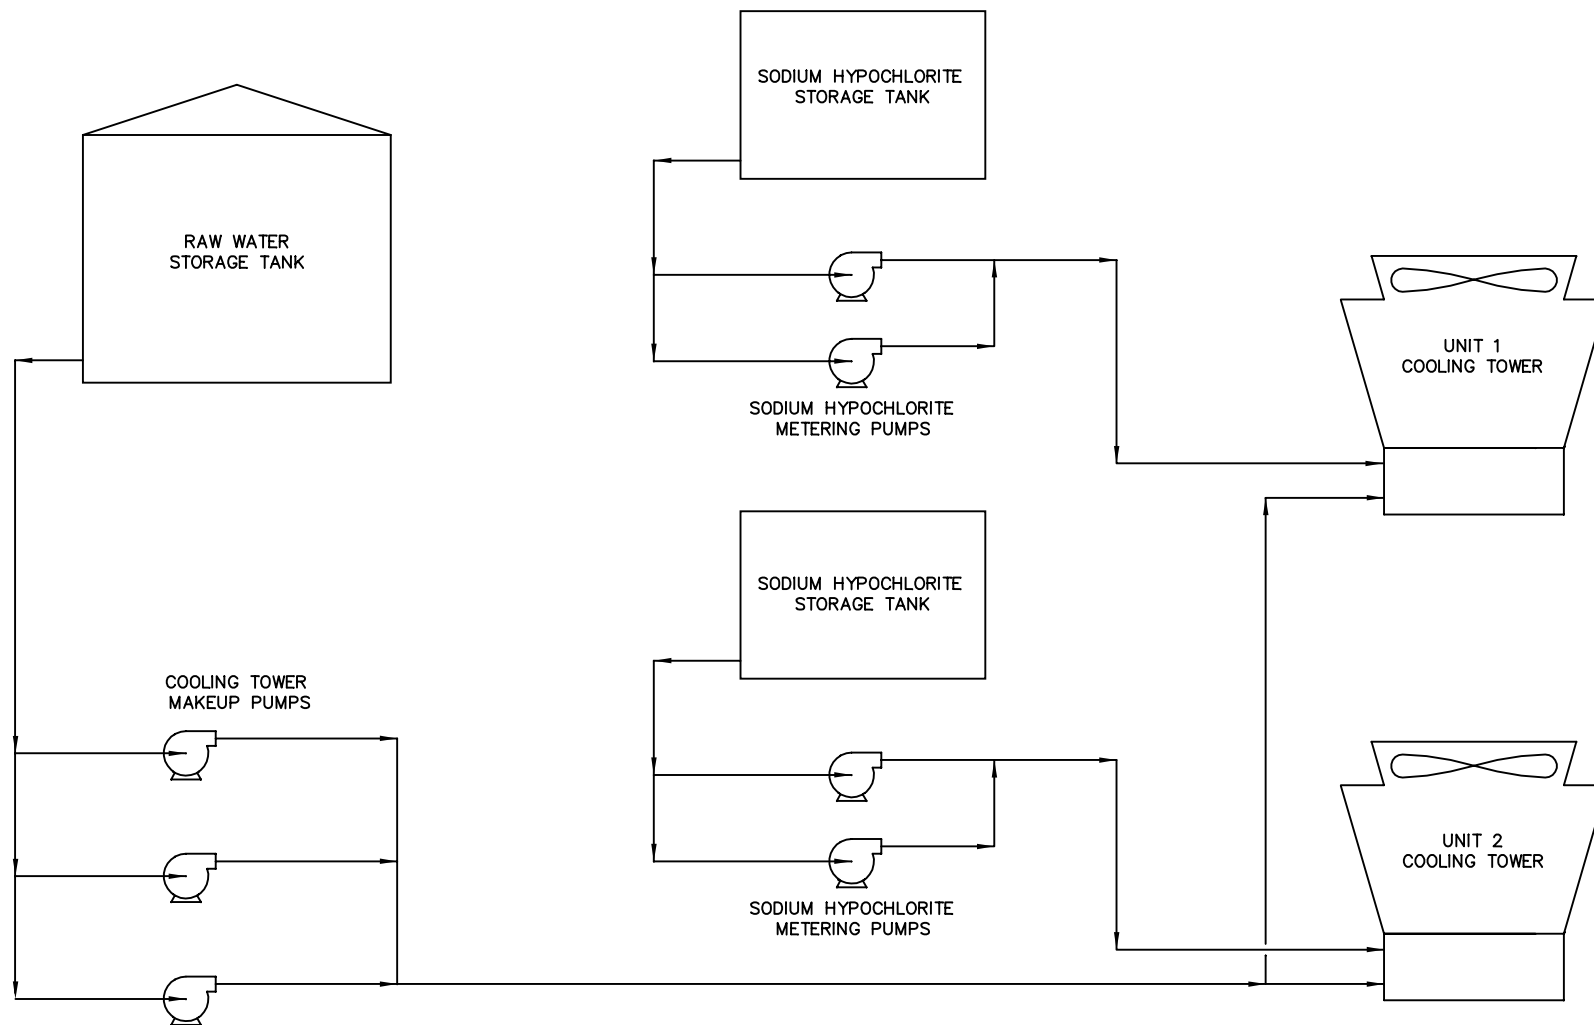 SODIUM HYPOCHLORITE
STORAGE TANK
RAW WATER
STORAGE TANK
UNIT 1
COOLING TOWER
SODIUM HYPOCHLORITE
METERING PUMPS
SODIUM HYPOCHLORITE
STORAGE TANK
COOLING TOWER
MAKEUP PUMPS
UNIT 2
COOLING TOWER
SODIUM HYPOCHLORITE
METERING PUMPS